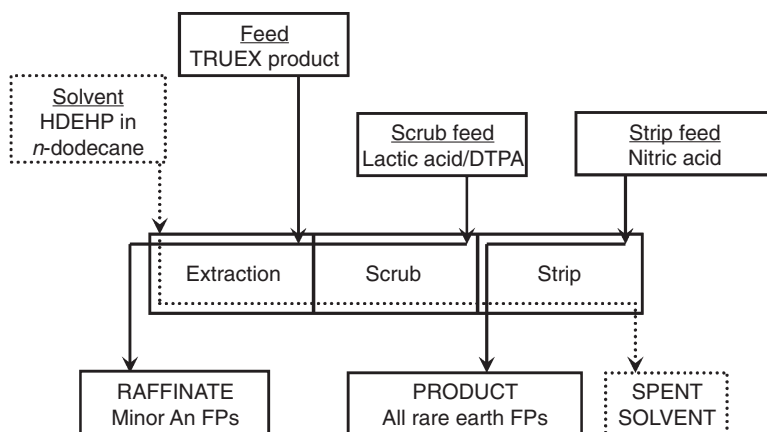 Feed
TRUEX product
Solvent
HDEHP in
n-dodecane
Scrub feed
Lactic acid/DTPA
Strip feed
Nitric acid
Extraction
Scrub
Strip
RAFFINATE
Minor An FPs
PRODUCT
All rare earth FPs
SPENT
SOLVENT